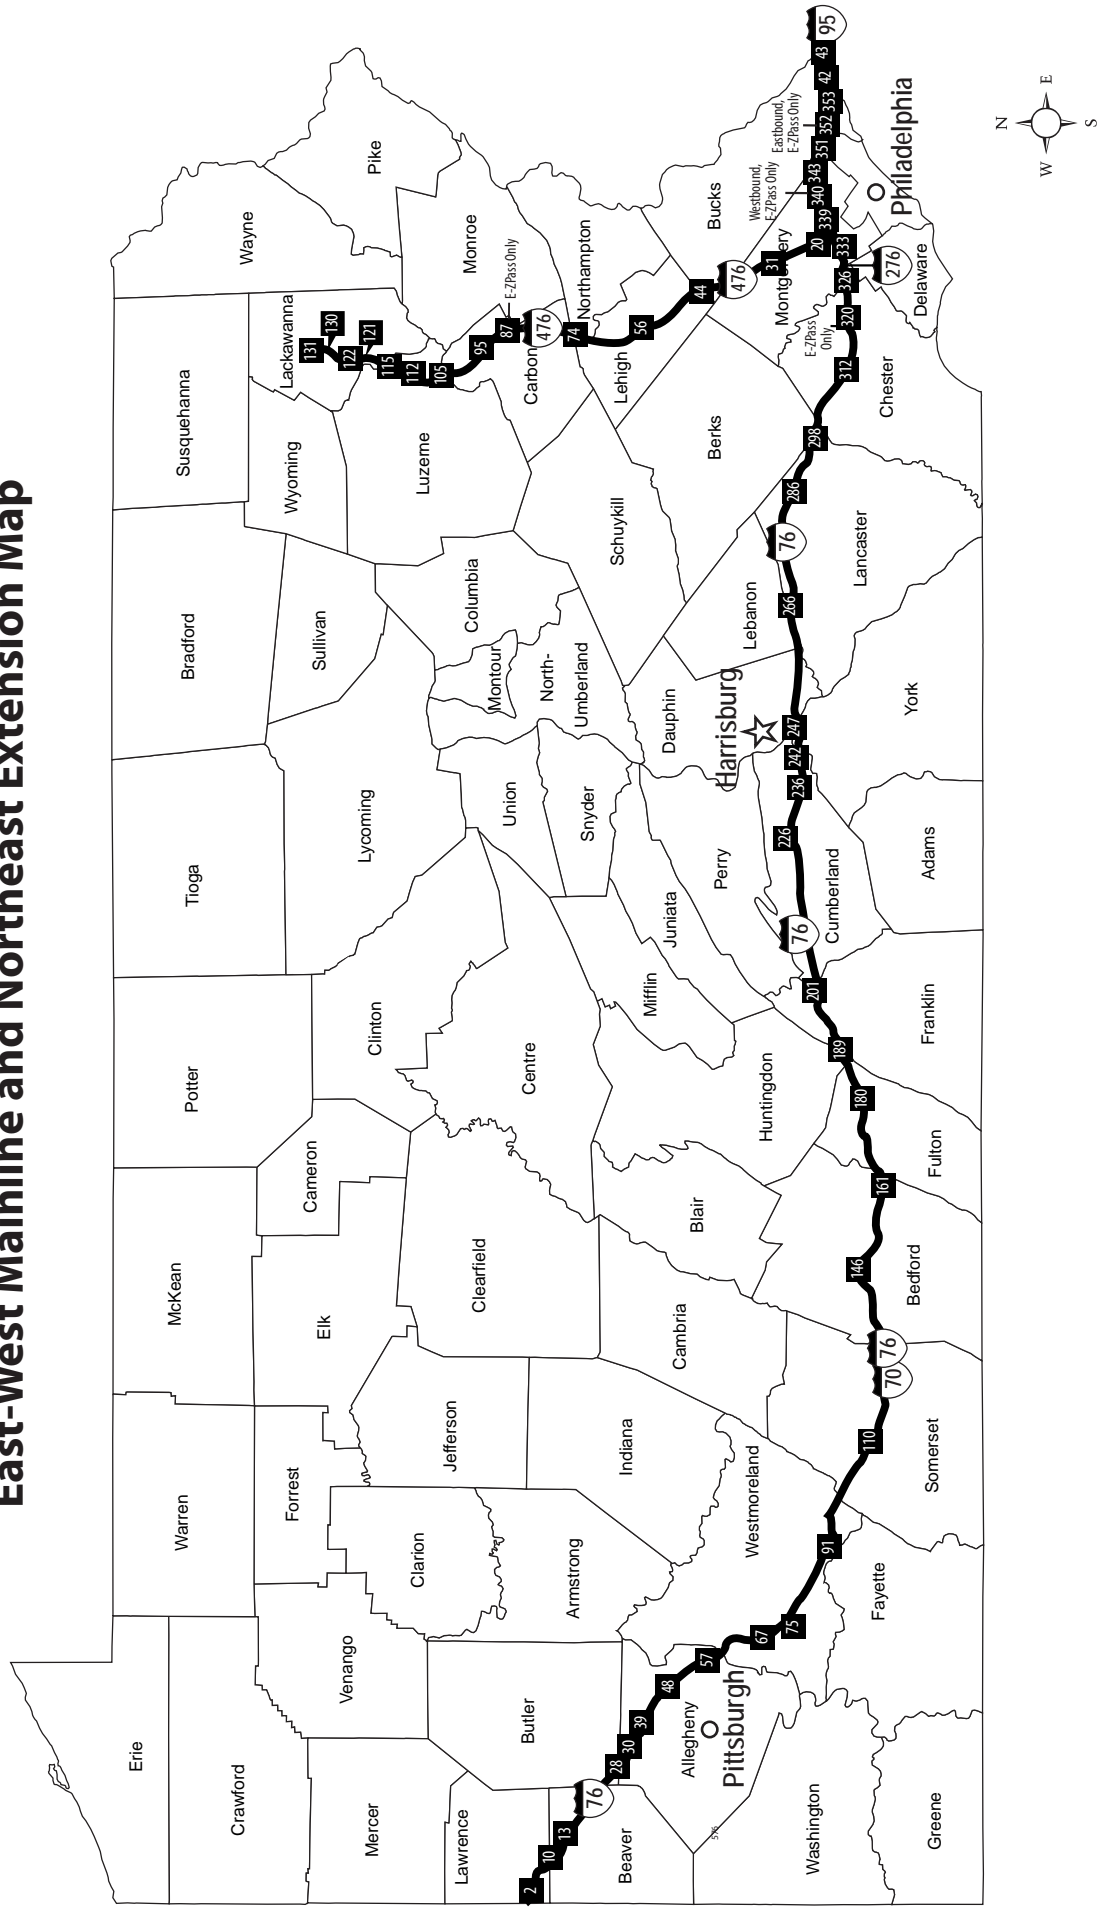 East-West Mainline and Northeast Extension Map
Erie
Crawford
Warren
McKean
Potter
Tioga
Bradford
Susquehanna
Wayne
Pike
Mercer
Venango
Forrest
Elk
Cameron
Clinton
Lycoming
Sullivan
Wyoming
Lackawanna
131
130
122
121
115
112
105
Monroe
Lawrence
Butler
Clarion
Jefferson
Clearfield
Centre
Union
Montour
Columbia
Luzerne
Carbon
95
87
E-ZPass Only
476
74
Northampton
2
10
13
76
Beaver
28
30
39
48
57
Allegheny
Pittsburgh
67
75
Armstrong
Indiana
Cambria
Blair
Huntingdon
Mifflin
Juniata
Snyder
North-
Umberland
Schuykill
Lehigh
56
44
476
31
20
Bucks
Westmoreland
Perry
Dauphin
Harrisburg
Lebanon
Berks
Montgomery
576
Washington
Greene
Fayette
91
110
Somerset
70
76
146
Bedford
161
Fulton
180
189
Franklin
201
76
Cumberland
226
236
242
247
Adams
York
266
76
Lancaster
286
298
312
Chester
320
E-ZPass
Only
326
276
Delaware
333
339
340
Westbound,
E-ZPass Only
343
351
352
Eastbound,
E-ZPass Only
353
42
43
95
Philadelphia
N
W
E
S